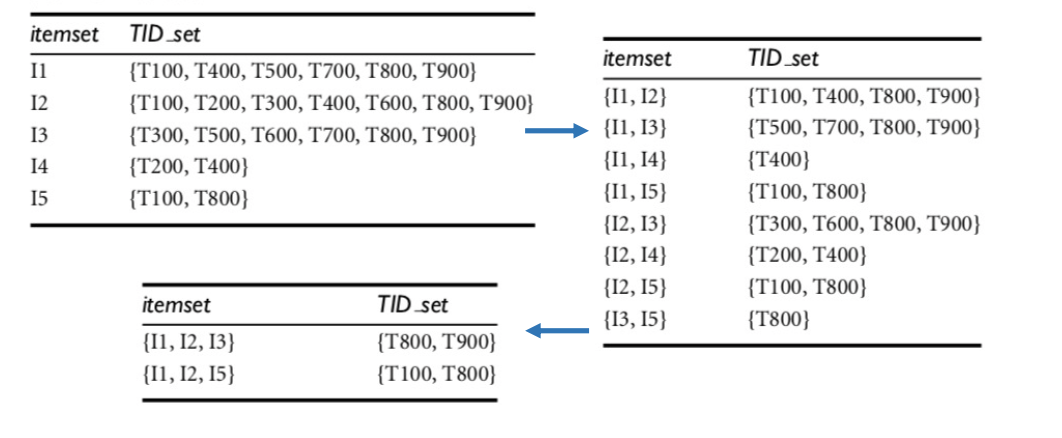 itemset TID_set
I1 {T100, T400, T500, T700, T800, T900}
I2 {T100, T200, T300, T400, T600, T800, T900}
I3 {T300, T500, T600, T700, T800, T900}
I4 {T200, T400}
I5 {T100, T800}
itemset TID_set
{I1, I2} {T100, T400, T800, T900}
{I1, I3} {T500, T700, T800, T900}
{I1, I4} {T400}
{I1, I5} {T100, T800}
{I2, I3} {T300, T600, T800, T900}
{I2, I4} {T200, T400}
{I2, I5} {T100, T800}
{I3, I5} {T800}
itemset TID_set
{I1, I2, I3} {T800, T900}
{I1, I2, I5} {T100, T800}